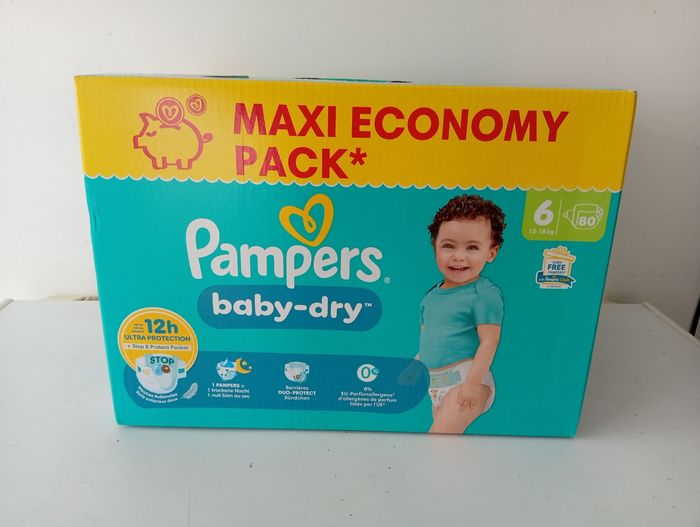 MAXI ECONOMY
PACK*
6
13-18 kg
80
Pampers®
baby-dry™
FREE
12h
ULTRA PROTECTION
+ Stop & Protect Pocket
STOP
1 PAMPERS =
1 trockene Nacht
1 nuit bien au sec
Barrières
DUO-PROTECT
Bündchen
0%
0%
EU-Parfümallergene*
d'allergènes de parfum
listés par l'UE*